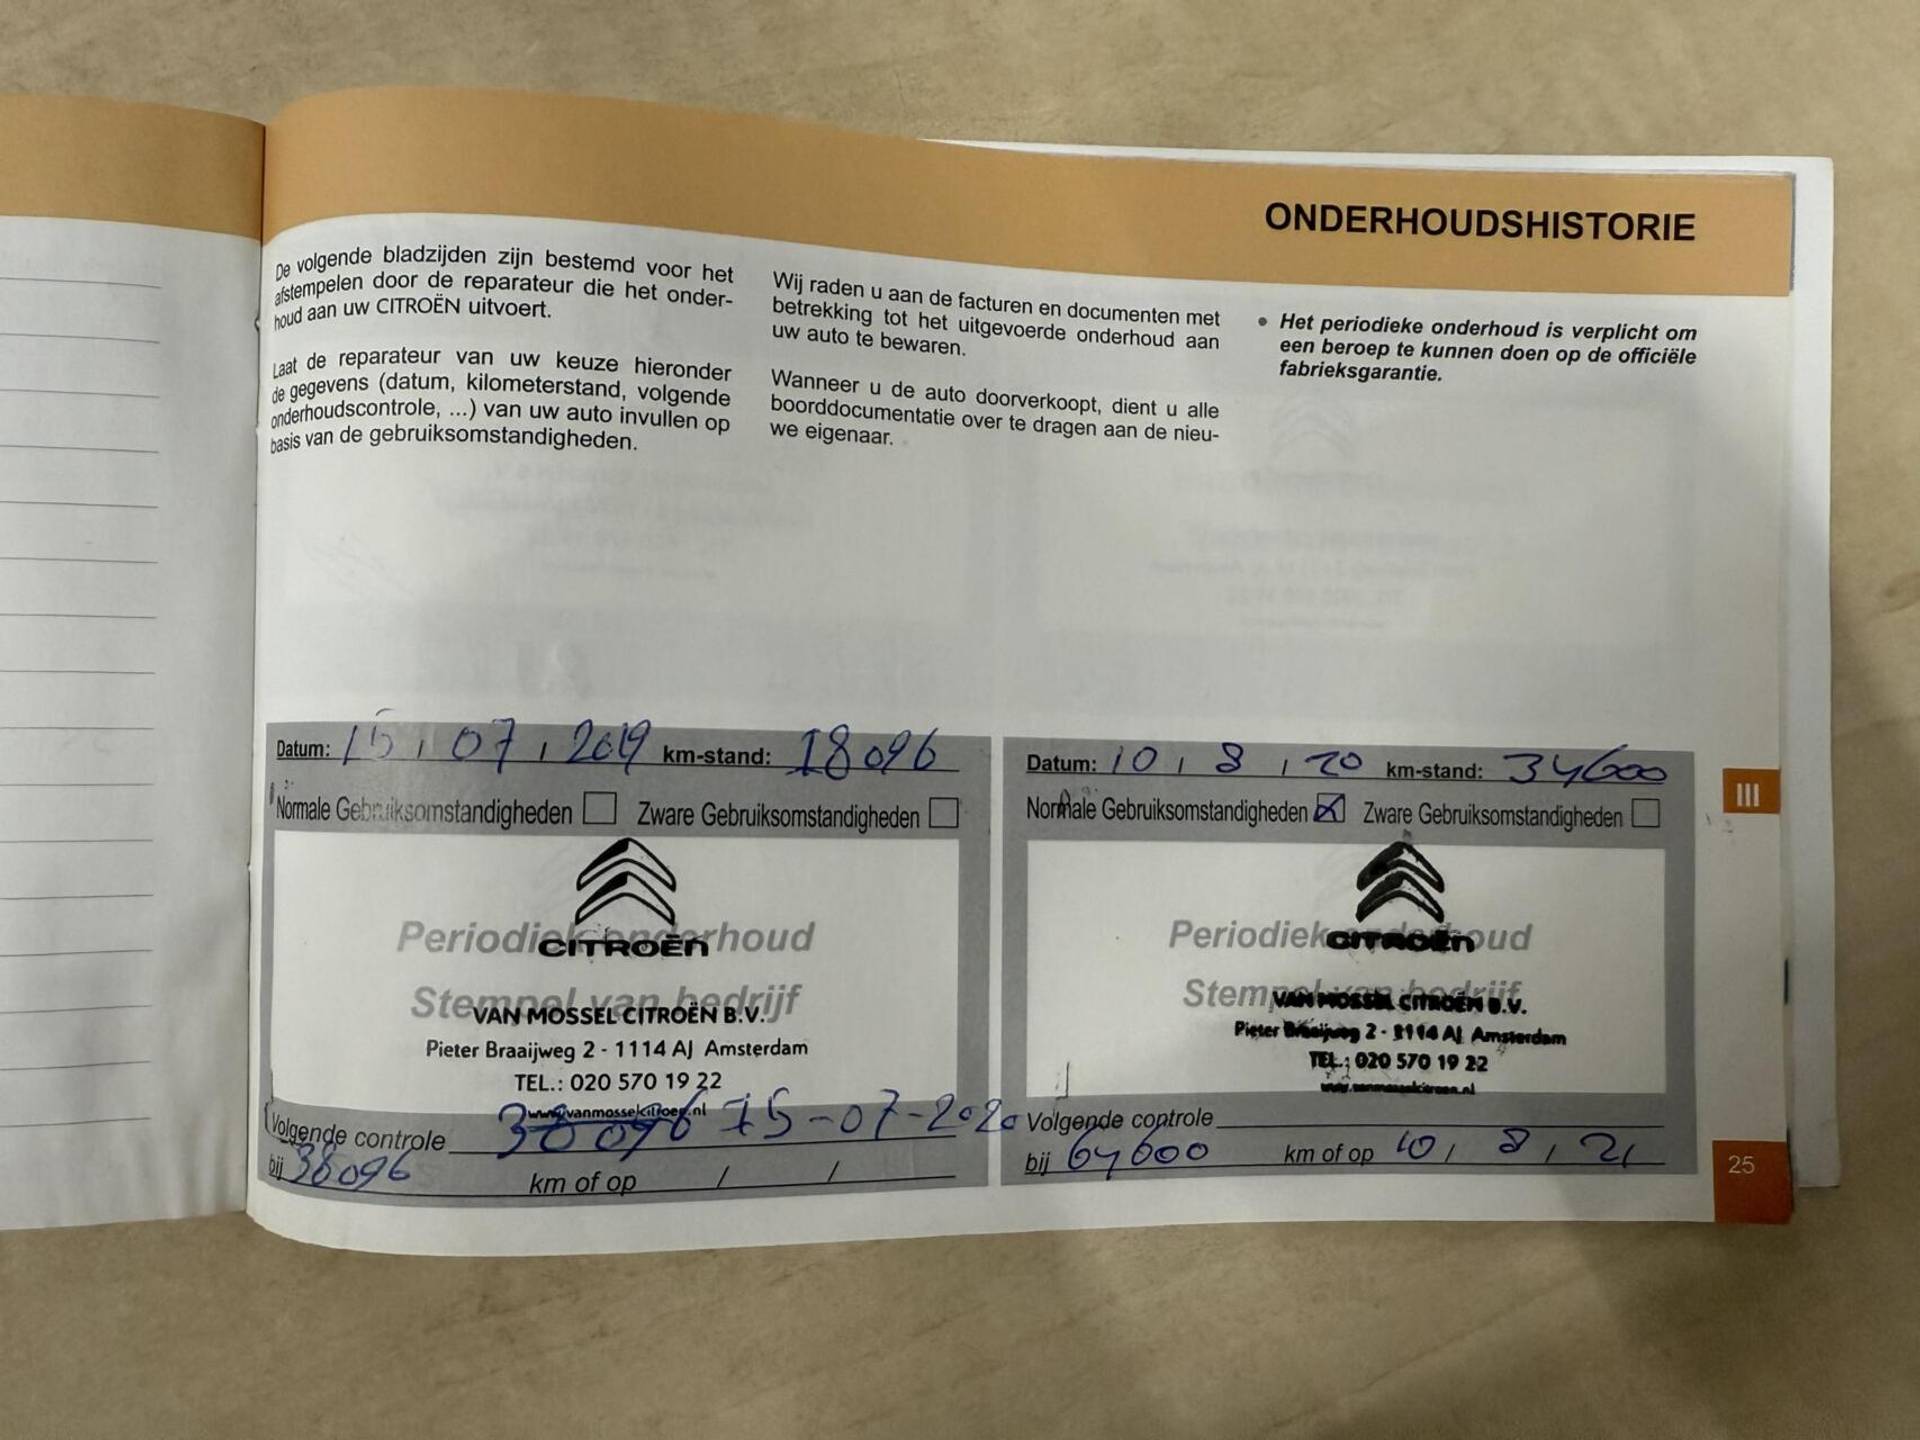 ONDERHOUDSHISTORIE
De volgende bladzijden zijn bestemd voor het
afstempelen door de reparateur die het onder-
houd aan uw CITROËN uitvoert.
Laat de reparateur van uw keuze hieronder
de gegevens (datum, kilometerstand, volgende
onderhoudscontrole, ...) van uw auto invullen op
basis van de gebruiksomstandigheden.
Wij raden u aan de facturen en documenten met
betrekking tot het uitgevoerde onderhoud aan
uw auto te bewaren.
Wanneer u de auto doorverkoopt, dient u alle
boorddocumentatie over te dragen aan de nieu-
we eigenaar.
• Het periodieke onderhoud is verplicht om
een beroep te kunnen doen op de officiële
fabrieksgarantie.
III
Datum: 15 / 07 / 2019 km-stand: 18096
Normale Gebruiksomstandigheden Zware Gebruiksomstandigheden
Periodiek onderhoud
CITROËN
Stempel van bedrijf
VAN MOSSEL CITROËN B.V.
Pieter Braaijweg 2 - 1114 AJ Amsterdam
TEL.: 020 570 19 22
www.vanmosselcitroen.nl
Volgende controle 38096 15-07-2020
bij 38096 km of op / /
Datum: 10 / 8 / 20 km-stand: 34600
Normale Gebruiksomstandigheden Zware Gebruiksomstandigheden
Periodiek onderhoud
CITROËN
Stempel van bedrijf
VAN MOSSEL CITROËN B.V.
Pieter Braaijweg 2 - 1114 AJ Amsterdam
TEL.: 020 570 19 22
www.vanmosselcitroen.nl
Volgende controle
bij 64600 km of op 10 / 8 / 21
25